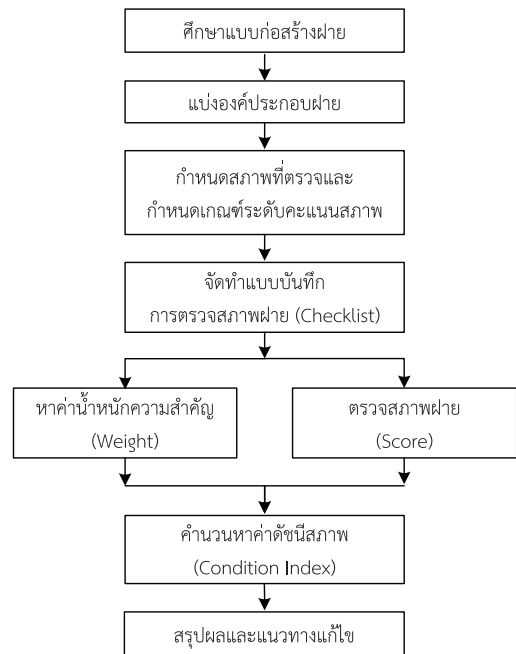 ศึกษาแบบก่อสร้างฝาย
แบ่งองค์ประกอบฝาย
กำหนดสภาพที่ตรวจและ
กำหนดเกณฑ์ระดับคะแนนสภาพ
จัดทำแบบบันทึก
การตรวจสภาพฝาย (Checklist)
หาค่าน้ำหนักความสำคัญ
(Weight)
ตรวจสภาพฝาย
(Score)
คำนวนหาค่าดัชนีสภาพ
(Condition Index)
สรุปผลและแนวทางแก้ไข